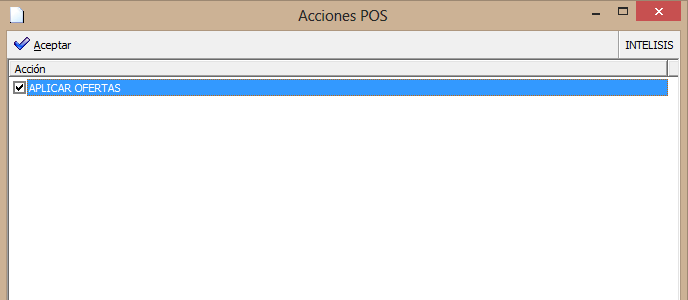 Acciones POS
Aceptar
INTELISIS
Acción
APLICAR OFERTAS